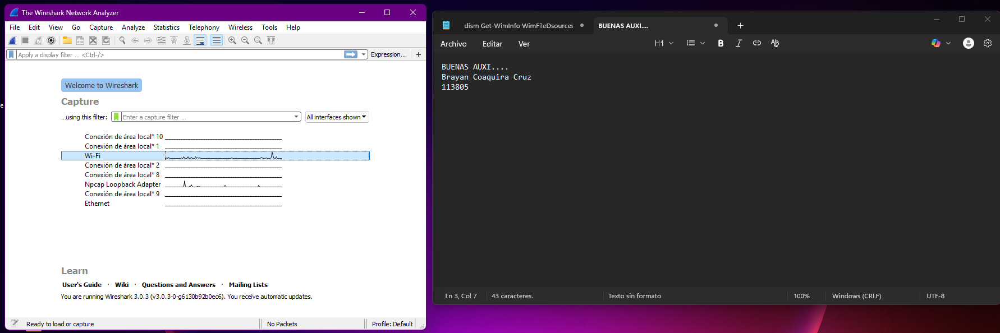 The Wireshark Network Analyzer
File Edit View Go Capture Analyze Statistics Telephony Wireless Tools Help
Apply a display filter ... <Ctrl-/>
Expression...
+
Welcome to Wireshark
Capture
...using this filter:
Enter a capture filter ...
All interfaces shown
Conexión de área local* 10
Conexión de área local* 1
Wi-Fi
Conexión de área local* 2
Conexión de área local* 8
Npcap Loopback Adapter
Conexión de área local* 9
Ethernet
Learn
User's Guide · Wiki · Questions and Answers · Mailing Lists
You are running Wireshark 3.0.3 (v3.0.3-0-g6130b92b0ec6). You receive automatic updates.
Ready to load or capture
No Packets
Profile: Default
e
dism Get-WimInfo WimFileDsources
BUENAS AUXI....
Archivo Editar Ver
H1
B
I
BUENAS AUXI....
Brayan Coaquira Cruz
113805
Ln 3, Col 7
43 caracteres.
Texto sin formato
100%
Windows (CRLF)
UTF-8